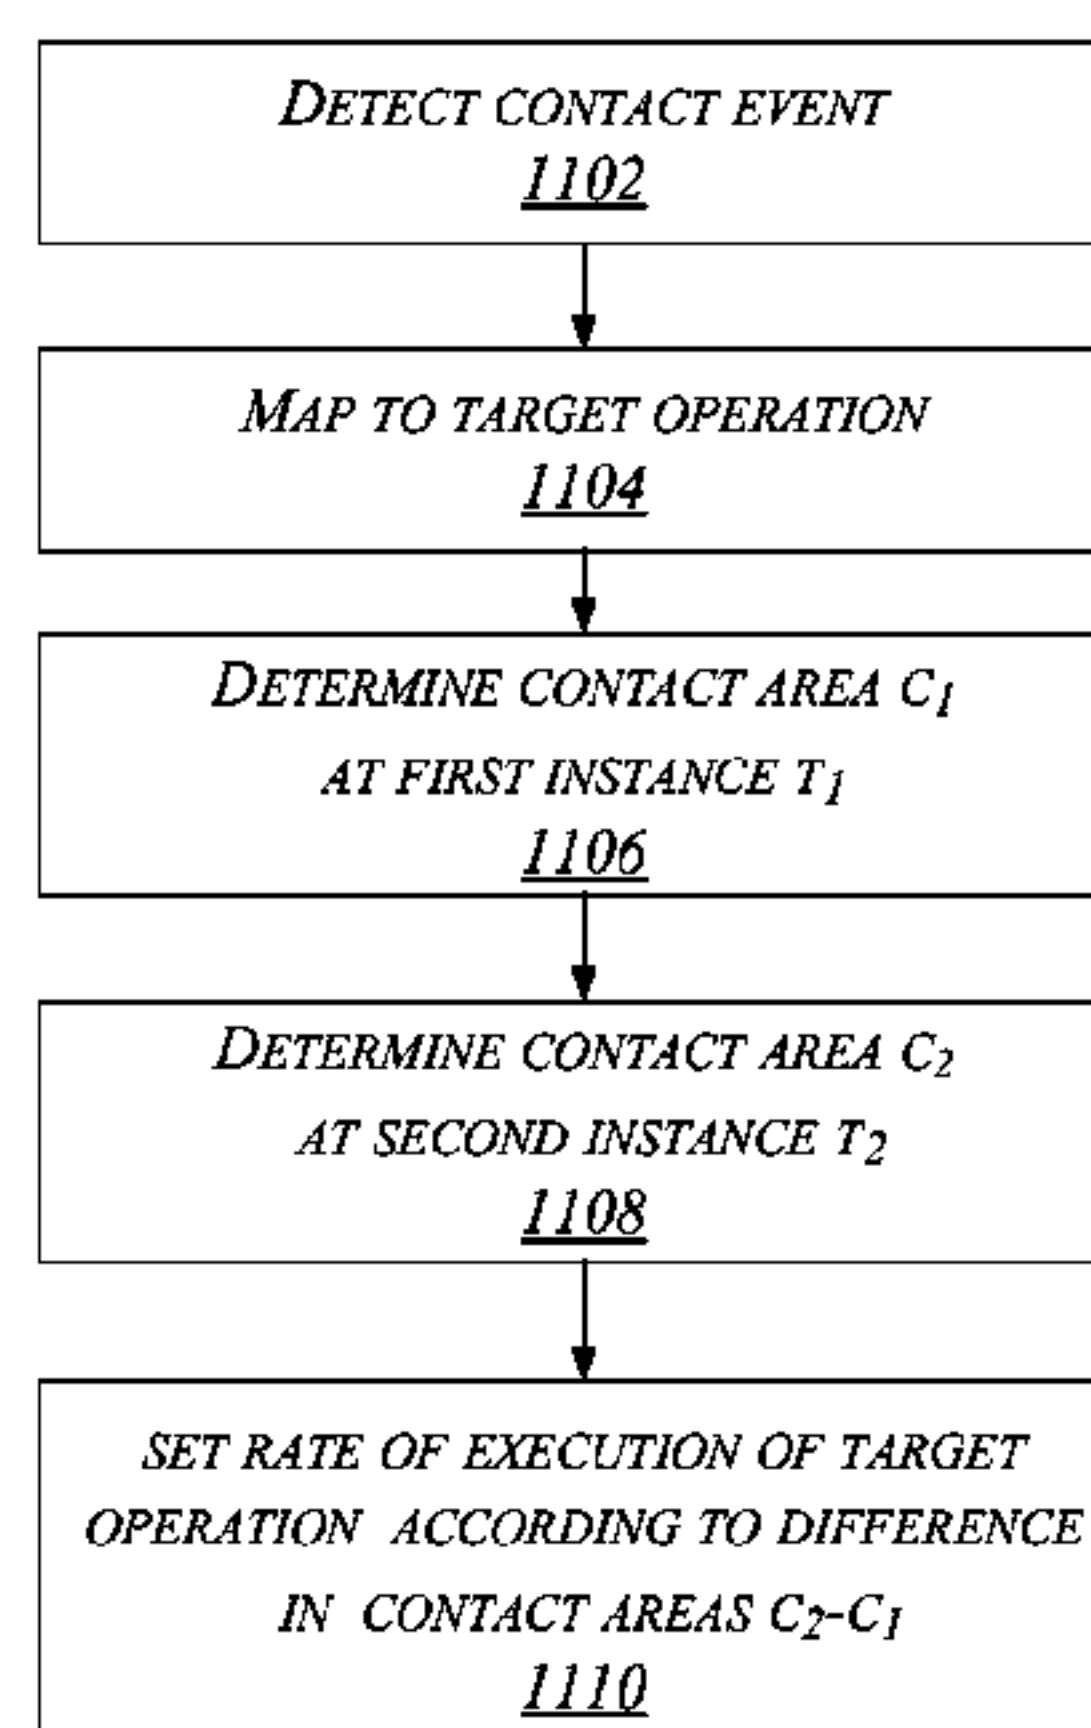 DETECT CONTACT EVENT
1102
MAP TO TARGET OPERATION
1104
DETERMINE CONTACT AREA C1
AT FIRST INSTANCE T1
1106
DETERMINE CONTACT AREA C2
AT SECOND INSTANCE T2
1108
SET RATE OF EXECUTION OF TARGET
OPERATION ACCORDING TO DIFFERENCE
IN CONTACT AREAS C2-C1
1110